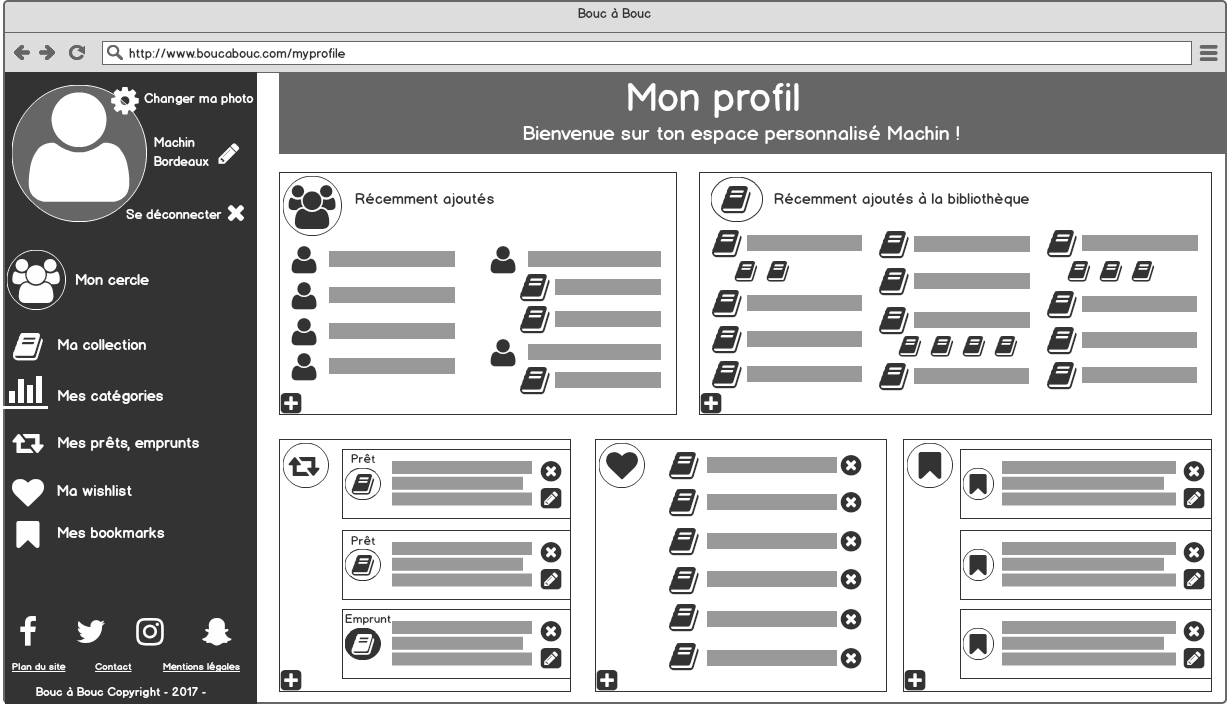 Bouc à Bouc
http://www.boucabouc.com/myprofile
Changer ma photo
Machin
Bordeaux
Se déconnecter
Mon cercle
Ma collection
Mes catégories
Mes prêts, emprunts
Ma wishlist
Mes bookmarks
Plan du site
Contact
Mentions légales
Bouc à Bouc Copyright - 2017 -
Mon profil
Bienvenue sur ton espace personnalisé Machin !
Récemment ajoutés
Récemment ajoutés à la bibliothèque
Prêt
Prêt
Emprunt